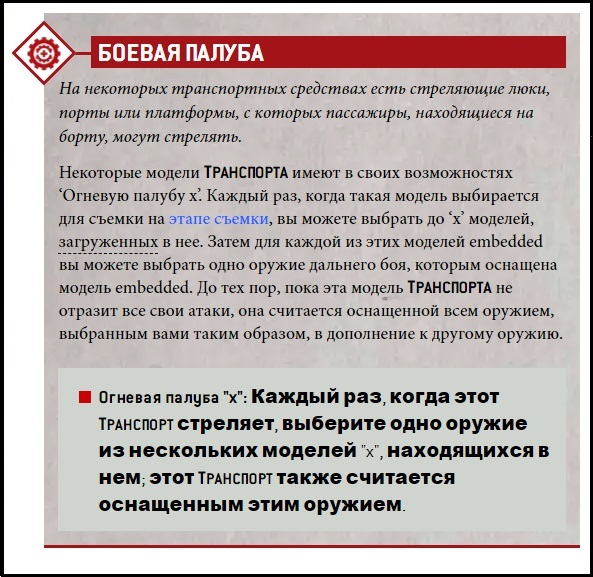 БОЕВАЯ ПАЛУБА
На некоторых транспортных средствах есть стреляющие люки,
порты или платформы, с которых пассажиры, находящиеся на
борту, могут стрелять.
Некоторые модели ТРАНСПОРТА имеют в своих возможностях
‘Огневую палубу x’. Каждый раз, когда такая модель выбирается
для съемки на этапе съемки, вы можете выбрать до ‘x’ моделей,
загруженных в нее. Затем для каждой из этих моделей embedded
вы можете выбрать одно оружие дальнего боя, которым оснащена
модель embedded. До тех пор, пока эта модель ТРАНСПОРТА не
отразит все свои атаки, она считается оснащенной всем оружием,
выбранным вами таким образом, в дополнение к другому оружию.
Огневая палуба "x": Каждый раз, когда этот
ТРАНСПОРТ стреляет, выберите одно оружие
из нескольких моделей "x", находящихся в
нем; этот ТРАНСПОРТ также считается
оснащенным этим оружием.